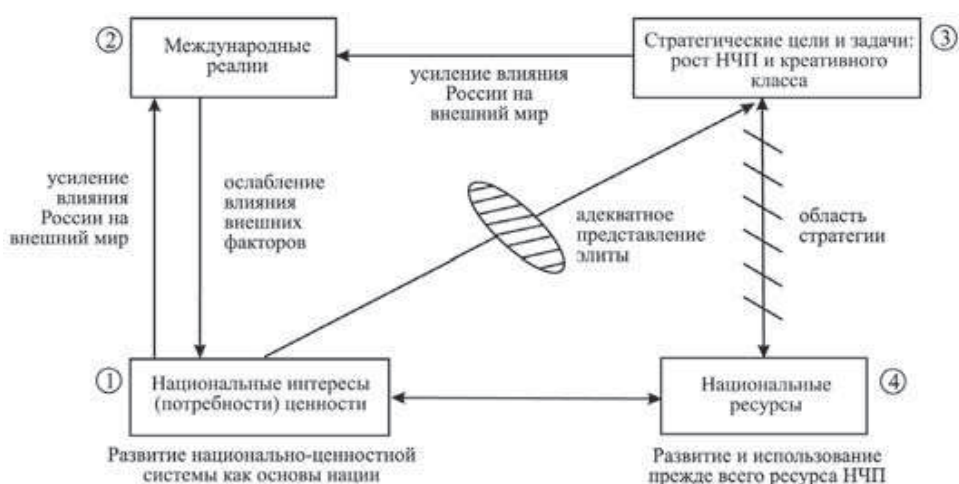 ②
Международные
реалии
Стратегические цели и задачи:
рост НЧП и креативного
класса
③
усиление влияния
России на
внешний мир
усиление
влияния
России на
внешний мир
ослабление
влияния
внешних
факторов
адекватное
представление
элиты
область
стратегии
①
Национальные интересы
(потребности) ценности
Национальные
ресурсы
④
Развитие национально-ценностной
системы как основы нации
Развитие и использование
прежде всего ресурса НЧП